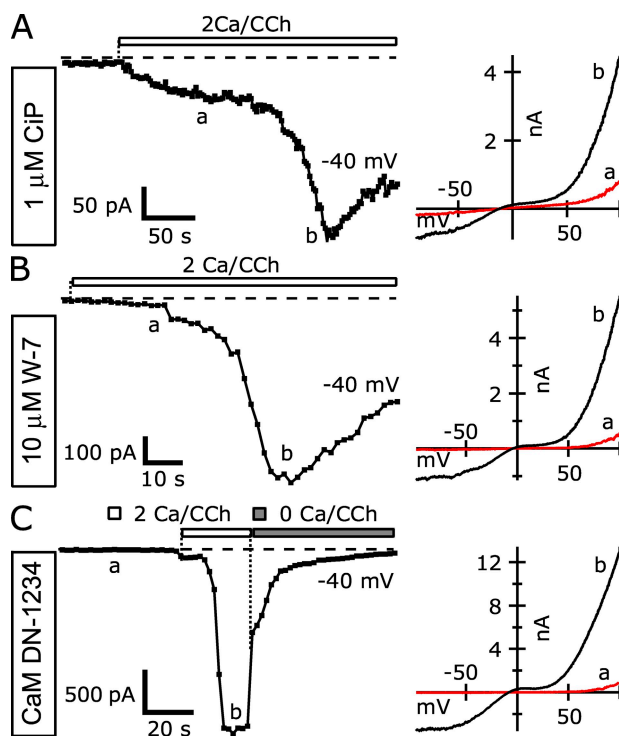 A
2Ca/CCh
1 μM CiP
a
b
-40 mV
50 pA
50 s
4
2
nA
b
a
-50
mV
50
B
2 Ca/CCh
10 μM W-7
a
b
-40 mV
100 pA
10 s
4
2
nA
b
a
-50
mV
50
C
2 Ca/CCh
0 Ca/CCh
CaM DN-1234
a
b
-40 mV
500 pA
20 s
12
8
4
nA
b
a
-50
mV
50